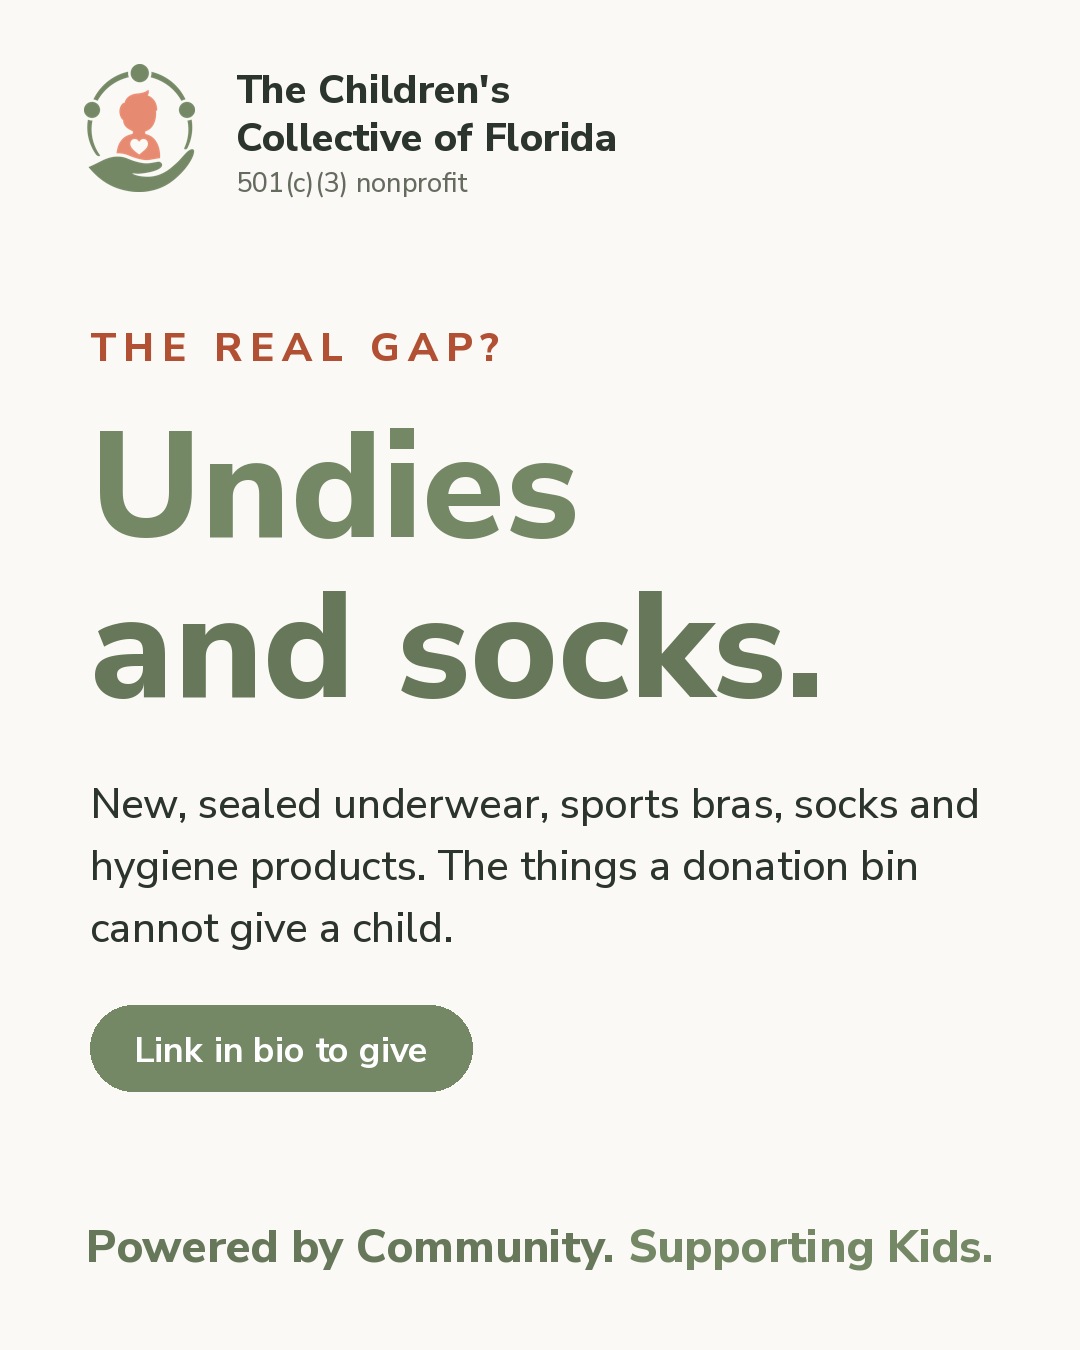 The Children's
Collective of Florida
501(c)(3) nonprofit
THE REAL GAP?
Undies
and socks.
New, sealed underwear, sports bras, socks and
hygiene products. The things a donation bin
cannot give a child.
Link in bio to give
Powered by Community. Supporting Kids.